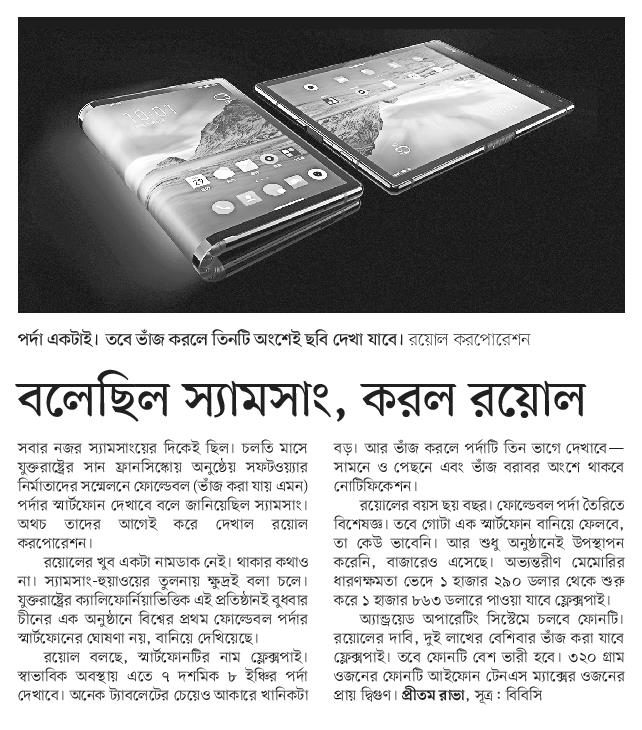 পর্দা একটাই। তবে ভাঁজ করলে তিনটি অংশেই ছবি দেখা যাবে। রয়োল করপোরেশন
বলেছিল স্যামসাং, করল রয়োল
সবার নজর স্যামসাংয়ের দিকেই ছিল। চলতি মাসে
যুক্তরাষ্ট্রের সান ফ্রানসিস্কোয় অনুষ্ঠেয় সফটওয়্যার
নির্মাতাদের সম্মেলনে ফোল্ডেবল (ভাঁজ করা যায় এমন)
পর্দার স্মার্টফোন দেখাবে বলে জানিয়েছিল স্যামসাং।
অথচ তাদের আগেই করে দেখাল রয়োল
করপোরেশন।
রয়োলের খুব একটা নামডাক নেই। থাকার কথাও
না। স্যামসাং-হুয়াওয়ের তুলনায় ক্ষুদ্রই বলা চলে।
যুক্তরাষ্ট্রের ক্যালিফোর্নিয়াভিত্তিক এই প্রতিষ্ঠানই বুধবার
চীনের এক অনুষ্ঠানে বিশ্বের প্রথম ফোল্ডেবল পর্দার
স্মার্টফোনের ঘোষণা নয়, বানিয়ে দেখিয়েছে।
রয়োল বলছে, স্মার্টফোনটির নাম ফ্লেক্সপাই।
স্বাভাবিক অবস্থায় এতে ৭ দশমিক ৮ ইঞ্চির পর্দা
দেখাবে। অনেক ট্যাবলেটের চেয়েও আকারে খানিকটা
বড়। আর ভাঁজ করলে পর্দাটি তিন ভাগে দেখাবে—
সামনে ও পেছনে এবং ভাঁজ বরাবর অংশে থাকবে
নোটিফিকেশন।
রয়োলের বয়স ছয় বছর। ফোল্ডেবল পর্দা তৈরিতে
বিশেষজ্ঞ। তবে গোটা এক স্মার্টফোন বানিয়ে ফেলবে,
তা কেউ ভাবেনি। আর শুধু অনুষ্ঠানেই উপস্থাপন
করেনি, বাজারেও এসেছে। অভ্যন্তরীণ মেমোরির
ধারণক্ষমতা ভেদে ১ হাজার ২৯০ ডলার থেকে শুরু
করে ১ হাজার ৮৬৩ ডলারে পাওয়া যাবে ফ্লেক্সপাই।
অ্যান্ড্রয়েড অপারেটিং সিস্টেমে চলবে ফোনটি।
রয়োলের দাবি, দুই লাখের বেশিবার ভাঁজ করা যাবে
ফ্লেক্সপাই। তবে ফোনটি বেশ ভারী হবে। ৩২০ গ্রাম
ওজনের ফোনটি আইফোন টেনএস ম্যাক্সের ওজনের
প্রায় দ্বিগুণ। প্রীতম রাভা, সূত্র : বিবিসি